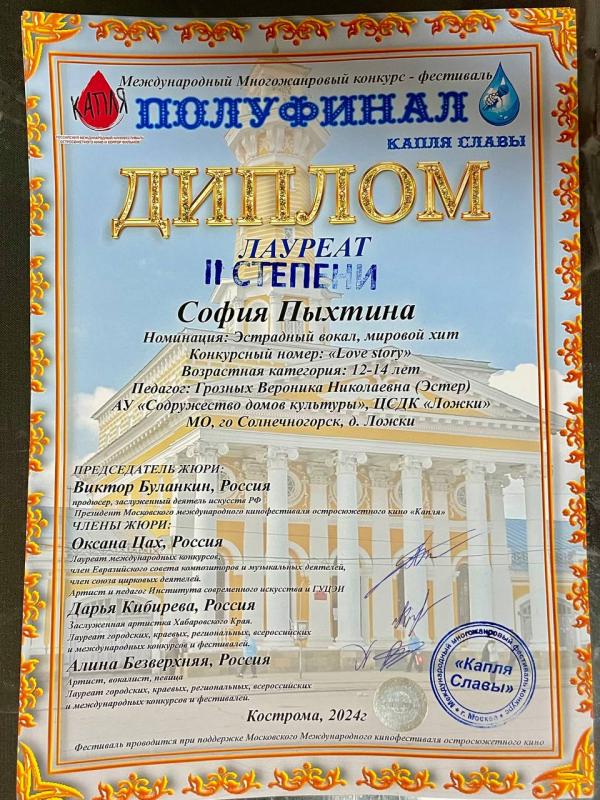 Международный Многожанровый конкурс - фестиваль
КАПЛЯ
ПОЛУФИНАЛ
КАПЛЯ СЛАВЫ
ДИПЛОМ
ЛАУРЕАТ
II СТЕПЕНИ
София Пыхтина
Номинация: Эстрадный вокал, мировой хит
Конкурсный номер: «Love story»
Возрастная категория: 12-14 лет
Педагог: Грозных Вероника Николаевна (Эстер)
АУ «Содружество домов культуры», ЦСДК «Ложки»
МО, го Солнечногорск, д. Ложки
ПРЕДСЕДАТЕЛЬ ЖЮРИ:
Виктор Буланкин, Россия
продюсер, заслуженный деятель искусств РФ
Президент Московского международного кинофестиваля остросюжетного кино «Капля»
ЧЛЕНЫ ЖЮРИ:
Оксана Цах, Россия
Лауреат международных конкурсов,
член Евразийского совета композиторов и музыкальных деятелей,
член союза цирковых деятелей.
Артист и педагог Института современного искусства и ГУЦЭИ
Дарья Кибирева, Россия
Заслуженная артистка Хабаровского Края.
Лауреат городских, краевых, региональных, всероссийских
и международных конкурсов и фестивалей.
Алина Безверхняя, Россия
Артист, вокалист, певица
Лауреат городских, краевых, региональных, всероссийских
и международных конкурсов и фестивалей.
Международный многожанровый фестиваль конкурс
«Капля
Славы»
г. Москва
Кострома, 2024г
Фестиваль проводится при поддержке Московского Международного кинофестиваля остросюжетного кино